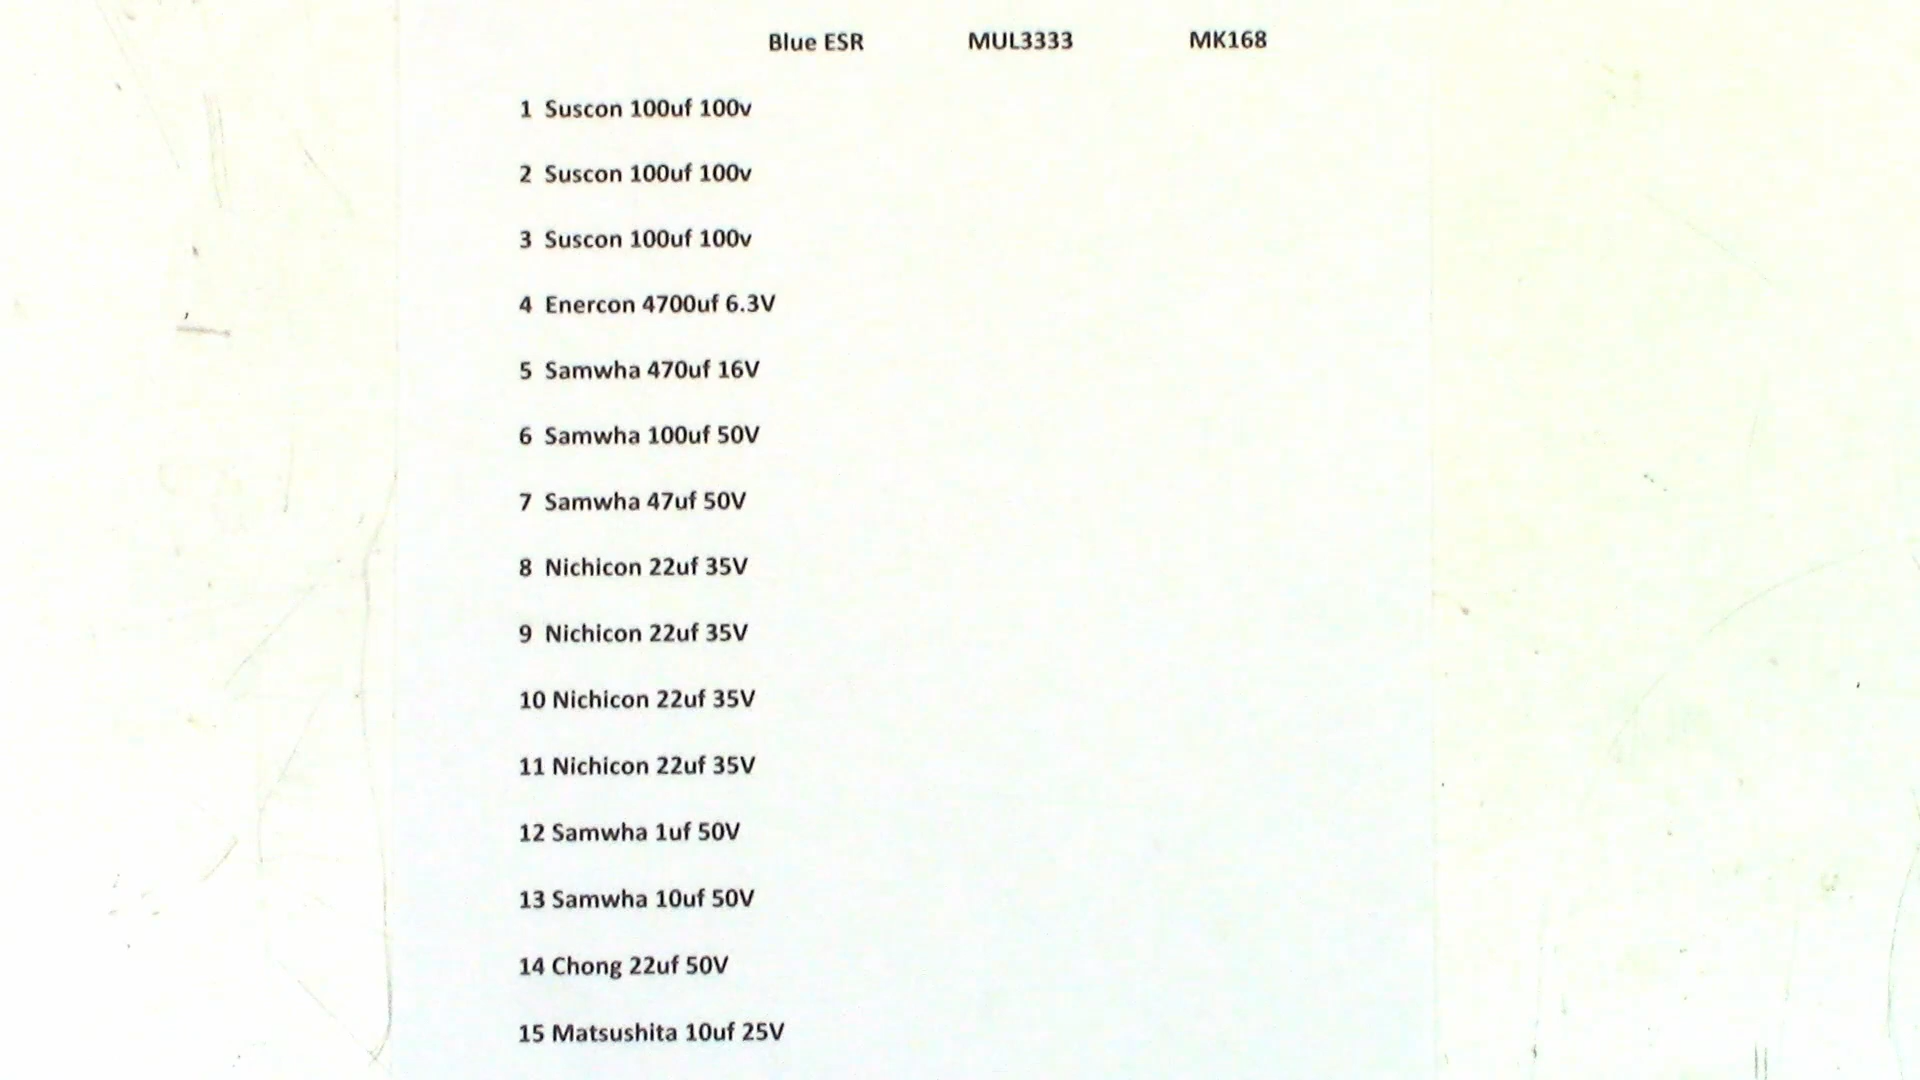 Blue ESR MUL3333 MK168
1 Suscon 100uf 100v
2 Suscon 100uf 100v
3 Suscon 100uf 100v
4 Enercon 4700uf 6.3V
5 Samwha 470uf 16V
6 Samwha 100uf 50V
7 Samwha 47uf 50V
8 Nichicon 22uf 35V
9 Nichicon 22uf 35V
10 Nichicon 22uf 35V
11 Nichicon 22uf 35V
12 Samwha 1uf 50V
13 Samwha 10uf 50V
14 Chong 22uf 50V
15 Matsushita 10uf 25V